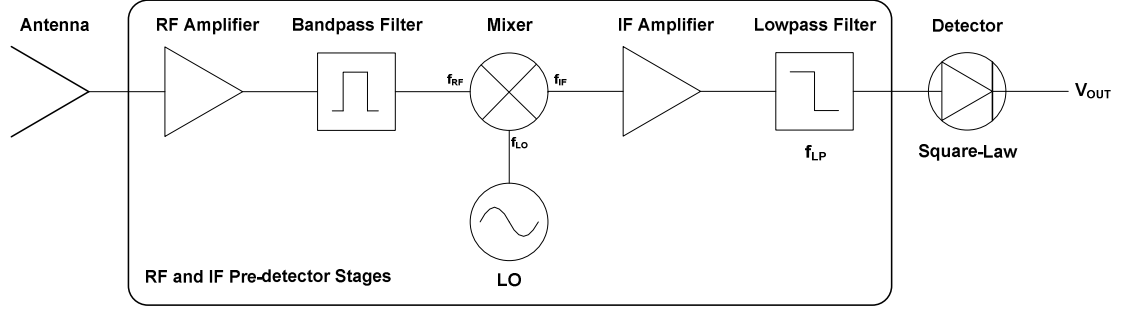 Antenna
RF Amplifier
Bandpass Filter
Mixer
IF Amplifier
Lowpass Filter
Detector
fRF
fIF
VOUT
fLO
fLP
Square-Law
RF and IF Pre-detector Stages
LO